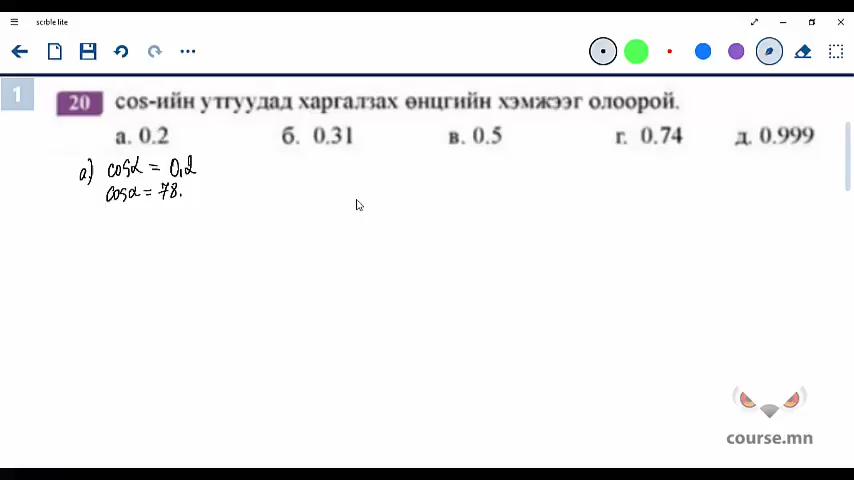 scrble lite
1
20 cos-ийн утгуудад харгалзах өнцгийн хэмжээг олоорой.
а. 0.2 б. 0.31 в. 0.5 г. 0.74 д. 0.999
a) cosα = 0,2
cosα = 78.
course.mn